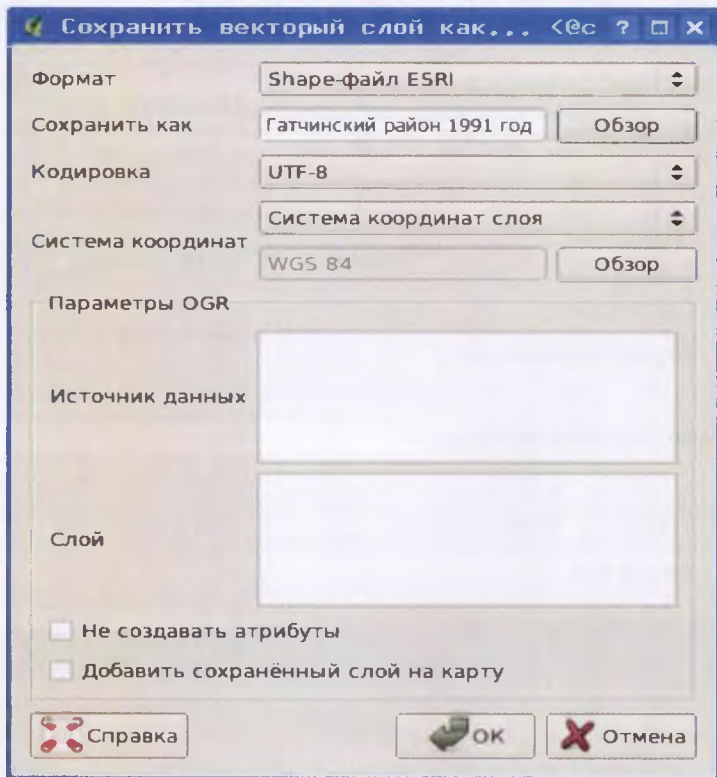 Сохранить векторый слой как... <@c ?
Формат
Shape-файл ESRI
Сохранить как
Гатчинский район 1991 год
Обзор
Кодировка
UTF-8
Система координат слоя
Система координат
WGS 84
Обзор
Параметры OGR
Источник данных
Слой
Не создавать атрибуты
Добавить сохранённый слой на карту
Справка
ОК
Отмена